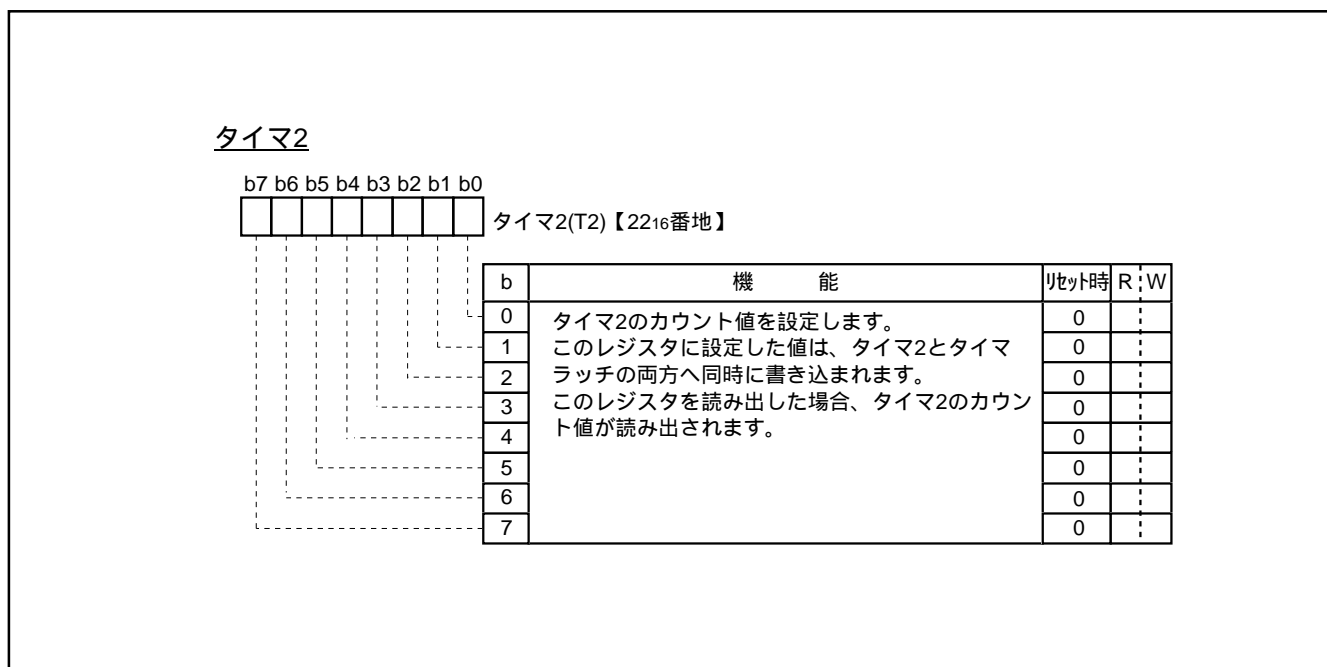 タイマ2
b7 b6 b5 b4 b3 b2 b1 b0
タイマ2(T2)【2216番地】
b 機 能 リセット時 R W
0 タイマ2のカウント値を設定します。 0
1 このレジスタに設定した値は、タイマ2とタイマ 0
2 ラッチの両方へ同時に書き込まれます。 0
3 このレジスタを読み出した場合、タイマ2のカウン 0
4 ト値が読み出されます。 0
5 0
6 0
7 0